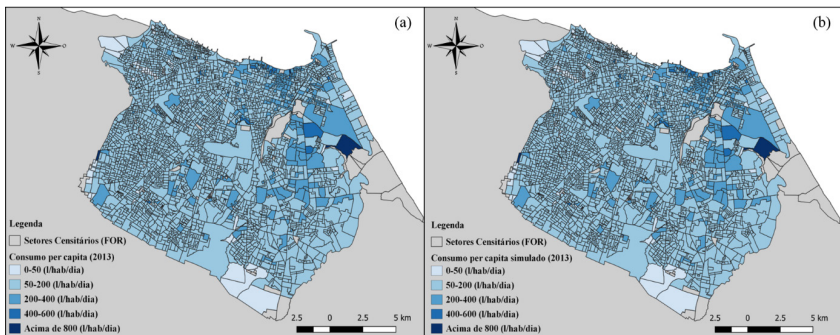 (a)
N
W
O
S
Legenda
Setores Censitários (FOR)
Consumo per capita (2013)
0-50 (l/hab/dia)
50-200 (l/hab/dia)
200-400 (l/hab/dia)
400-600 (l/hab/dia)
Acima de 800 (l/hab/dia)
2.5 0 2.5 5 km
(b)
N
W
O
S
Legenda
Setores Censitários (FOR)
Consumo per capita simulado (2013)
0-50 (l/hab/dia)
50-200 (l/hab/dia)
200-400 (l/hab/dia)
400-600 (l/hab/dia)
Acima de 800 (l/hab/dia)
2.5 0 2.5 5 km